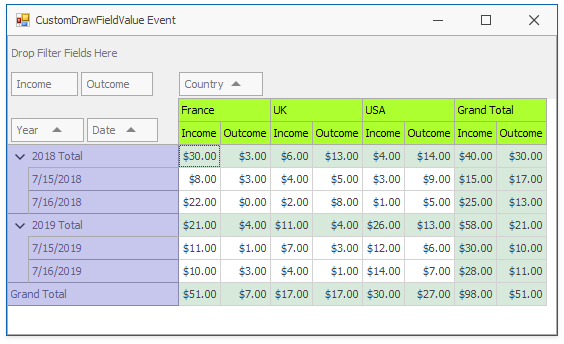 CustomDrawFieldValue Event
Drop Filter Fields Here
Income Outcome Country
France UK USA Grand Total
Year Date Income Outcome Income Outcome Income Outcome Income Outcome
2018 Total $30.00 $3.00 $6.00 $13.00 $4.00 $14.00 $40.00 $30.00
7/15/2018 $8.00 $3.00 $4.00 $5.00 $3.00 $9.00 $15.00 $17.00
7/16/2018 $22.00 $0.00 $2.00 $8.00 $1.00 $5.00 $25.00 $13.00
2019 Total $21.00 $4.00 $11.00 $4.00 $26.00 $13.00 $58.00 $21.00
7/15/2019 $11.00 $1.00 $7.00 $3.00 $12.00 $6.00 $30.00 $10.00
7/16/2019 $10.00 $3.00 $4.00 $1.00 $14.00 $7.00 $28.00 $11.00
Grand Total $51.00 $7.00 $17.00 $17.00 $30.00 $27.00 $98.00 $51.00